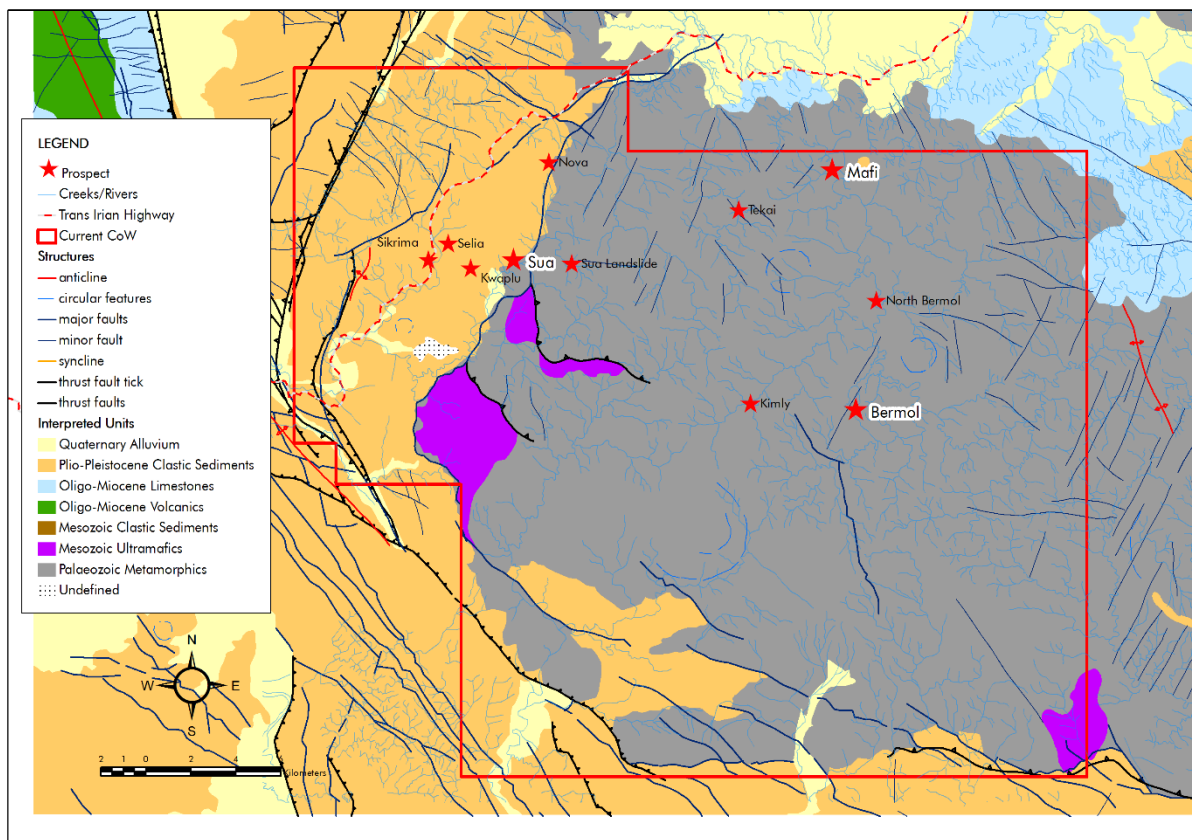 Nova
Mafi
Tekai
Sikrima
Selia
Kwaplu
Sua
Sua Landslide
North Bermol
Kimly
Bermol
LEGEND
Prospect
Creeks/Rivers
Trans Irian Highway
Current CoW
Structures
anticline
circular features
major faults
minor fault
syncline
thrust fault tick
thrust faults
Interpreted Units
Quaternary Alluvium
Plio-Pleistocene Clastic Sediments
Oligo-Miocene Limestones
Oligo-Miocene Volcanics
Mesozoic Clastic Sediments
Mesozoic Ultramafics
Palaeozoic Metamorphics
Undefined
N
W E
S
2 1 0 2 4
Kilometers